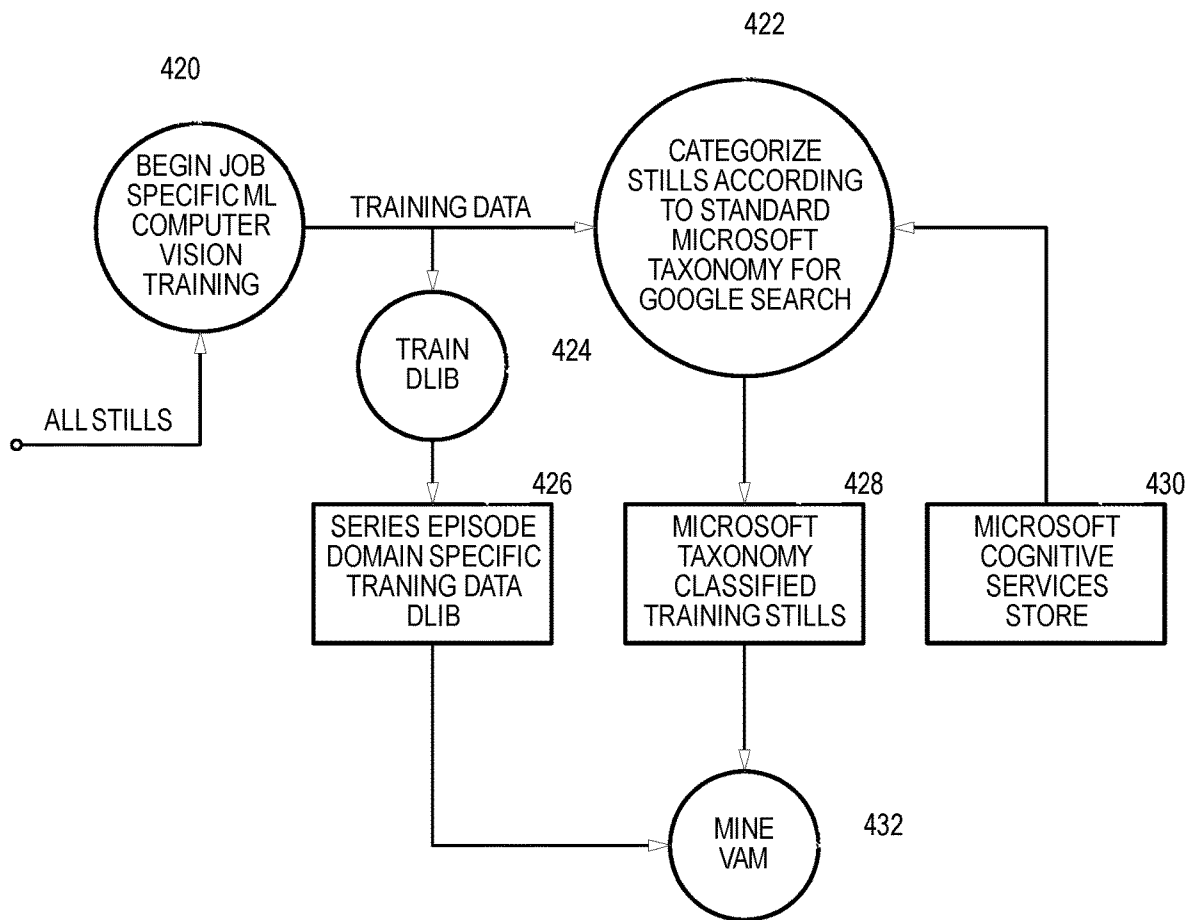 422
420
BEGIN JOB
SPECIFIC ML
COMPUTER
VISION
TRAINING
TRAINING DATA
CATEGORIZE
STILLS ACCORDING
TO STANDARD
MICROSOFT
TAXONOMY FOR
GOOGLE SEARCH
TRAIN
DLIB
424
ALL STILLS
426
SERIES EPISODE
DOMAIN SPECIFIC
TRANING DATA
DLIB
428
MICROSOFT
TAXONOMY
CLASSIFIED
TRAINING STILLS
430
MICROSOFT
COGNITIVE
SERVICES
STORE
MINE
VAM
432